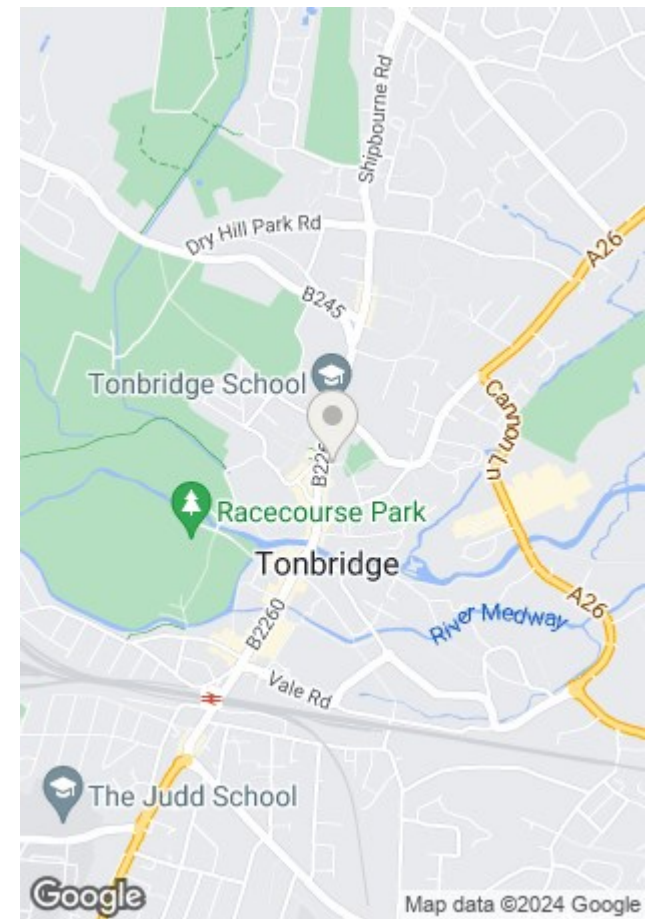 Shipbourne Rd
Dry Hill Park Rd
A26
B245
Tonbridge School
Cannon Ln
B226
Racecourse Park
Tonbridge
A26
River Medway
B2260
Vale Rd
The Judd School
Google
Map data ©2024 Google